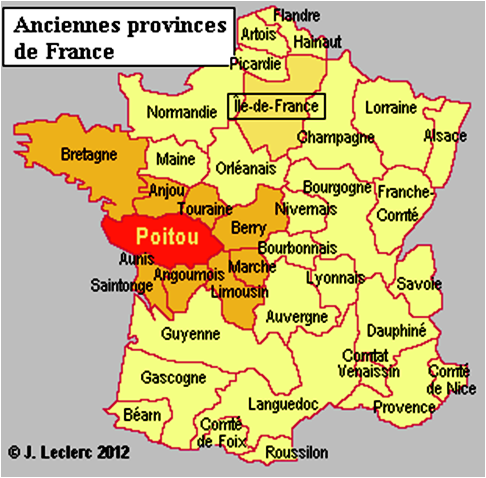 Anciennes provinces
de France
Flandre
Artois
Hainaut
Picardie
Normandie
Île-de-France
Lorraine
Champagne
Alsace
Bretagne
Maine
Orléanais
Anjou
Bourgogne
Franche-
Comté
Touraine
Nivernais
Berry
Poitou
Bourbonnais
Aunis
Angoumois
Marche
Lyonnais
Saintonge
Limousin
Savoie
Auvergne
Guyenne
Dauphiné
Comtat
Venaissin
Comté
de Nice
Gascogne
Languedoc
Provence
Béarn
Comté
de Foix
Roussilon
© J. Leclerc 2012